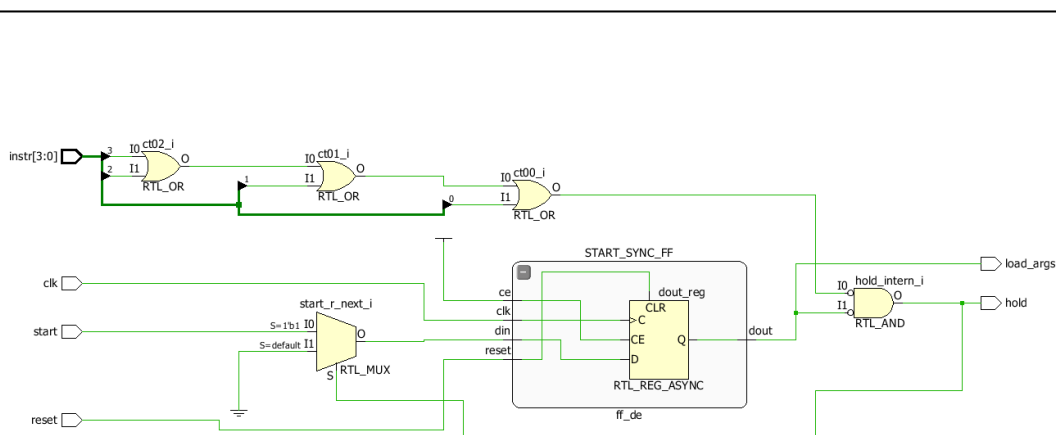 instr[3:0]
3
2
I0
I1
ct02_i
O
RTL_OR
1
I0
I1
ct01_i
O
RTL_OR
0
I0
I1
ct00_i
O
RTL_OR
START_SYNC_FF
clk
start
reset
start_r_next_i
S=1'b1 I0
S=default I1
O
S
RTL_MUX
ce
clk
din
reset
dout_reg
CLR
C
CE
D
Q
RTL_REG_ASYNC
dout
ff_de
hold_intern_i
I0
I1
O
RTL_AND
load_args
hold